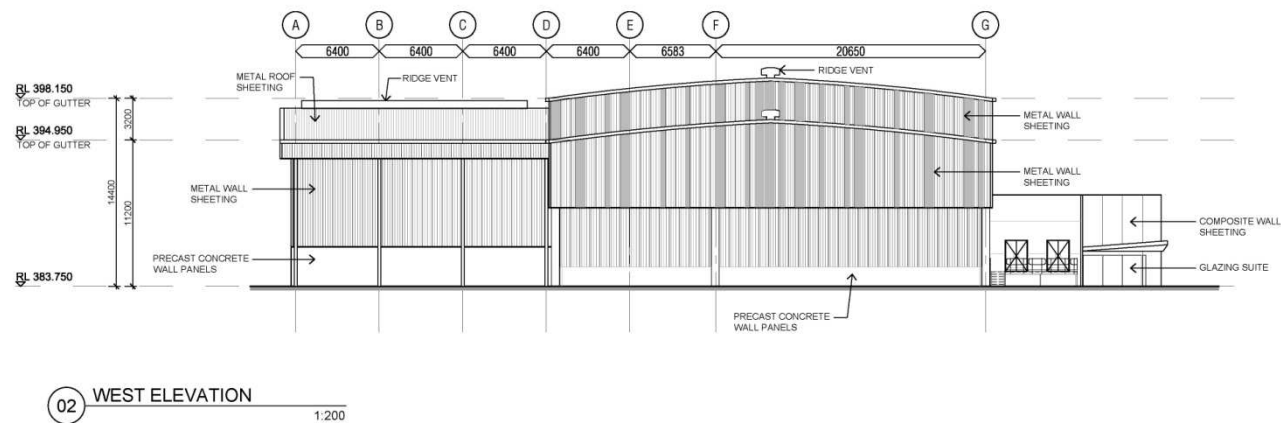 A B C D E F G
6400 6400 6400 6400 6583 20650
RIDGE VENT
METAL ROOF
SHEETING
RIDGE VENT
RL 398.150
TOP OF GUTTER
3200
METAL WALL
SHEETING
RL 394.950
TOP OF GUTTER
METAL WALL
SHEETING
METAL WALL
SHEETING
14400
11200
COMPOSITE WALL
SHEETING
PRECAST CONCRETE
WALL PANELS
GLAZING SUITE
RL 383.750
PRECAST CONCRETE
WALL PANELS
02 WEST ELEVATION
1:200